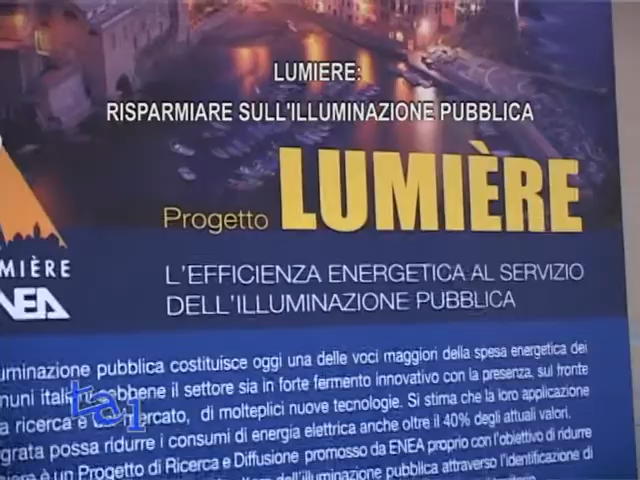 LUMIERE:
RISPARMIARE SULL'ILLUMINAZIONE PUBBLICA
Progetto LUMIÈRE
MIÈRE
NEA
L'EFFICIENZA ENERGETICA AL SERVIZIO
DELL'ILLUMINAZIONE PUBBLICA
uminazione pubblica costituisce oggi una delle voci maggiori della spesa energetica dei
muni itali bbene il settore sia in forte fermento innovativo con la presenza, sul fronte
a ricerca e mercato, di molteplici nuove tecnologie. Si stima che la loro applicazione
grata possa ridurre i consumi di energia elettrica anche oltre il 40% degli attuali valori.
è un Progetto di Ricerca e Diffusione promosso da ENEA proprio con l'obiettivo di ridurre
dell'illuminazione pubblica attraverso l'identificazione di
tg1